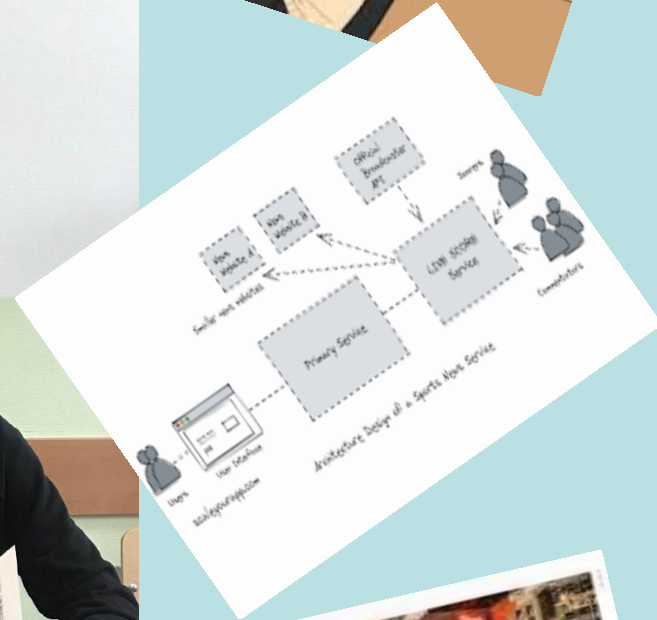 Official
Broadcaster
API
Scorers
News
Website B
News
Website A
LIVE SCORE
Service
Commentators
Smaller news websites
Primary Service
Architecture Design of a Sports News Service
User Interface
Users
scaleyourapp.com